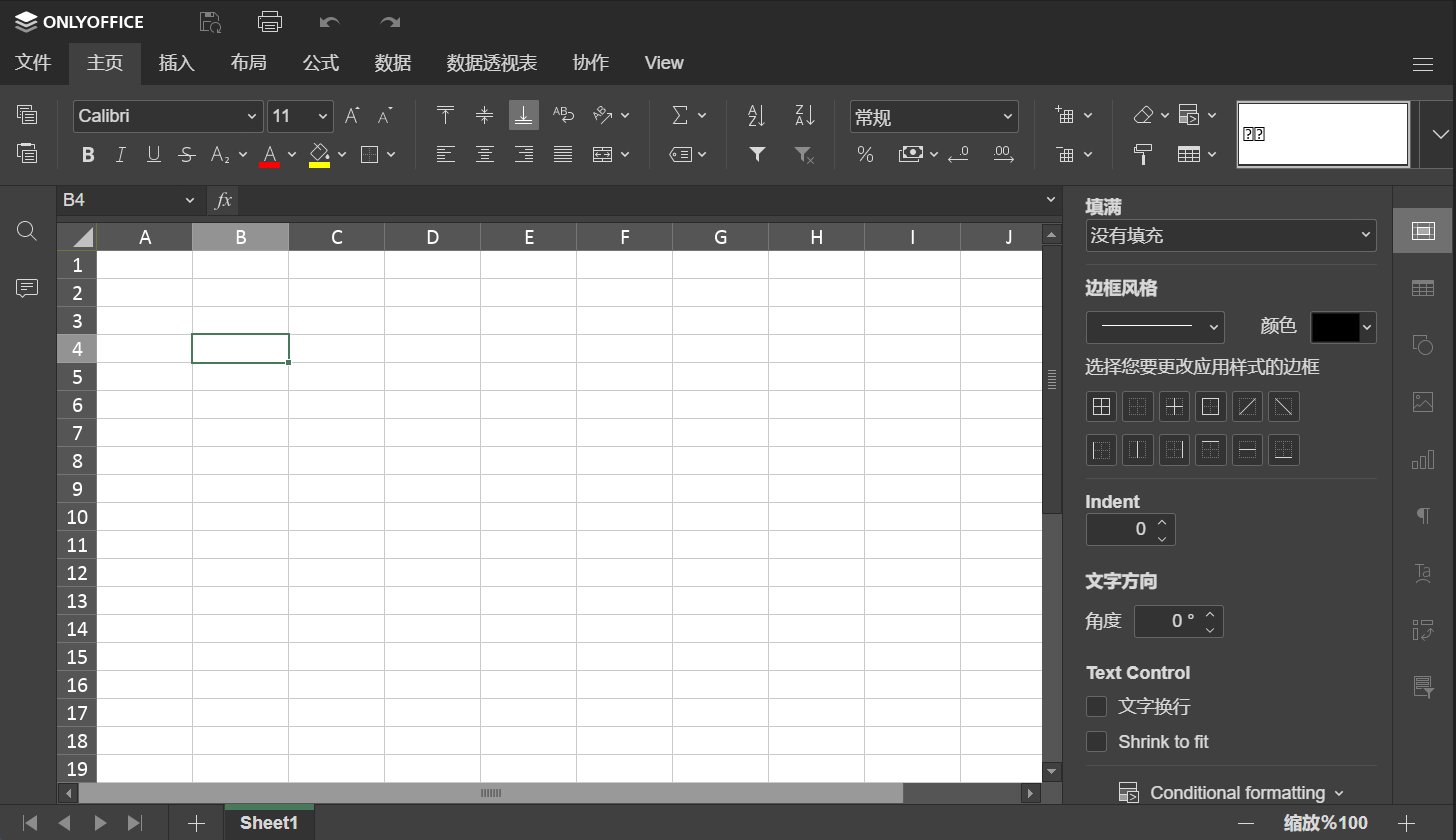 ONLYOFFICE
文件 主页 插入 布局 公式 数据 数据透视表 协作 View
Calibri 11 常规
B4 fx
A B C D E F G H I J
1
2
3
4
5
6
7
8
9
10
11
12
13
14
15
16
17
18
19
填满
没有填充
边框风格
颜色
选择您要更改应用样式的边框
Indent
0
文字方向
角度 0 °
Text Control
文字换行
Shrink to fit
Conditional formatting
Sheet1 缩放%100